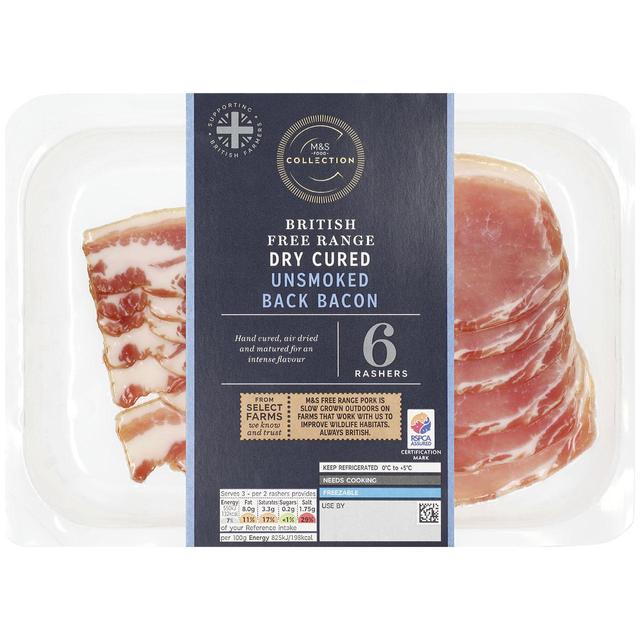 SUPPORTING
BRITISH FARMERS
M&S
FOOD
COLLECTION
BRITISH
FREE RANGE
DRY CURED
UNSMOKED
BACK BACON
Hand cured, air dried
and matured for an
intense flavour
6
RASHERS
FROM
SELECT
FARMS
we know
and trust
M&S FREE RANGE PORK IS
SLOW GROWN OUTDOORS ON
FARMS THAT WORK WITH US TO
IMPROVE WILDLIFE HABITATS.
ALWAYS BRITISH.
RSPCA
ASSURED
CERTIFICATION
MARK
KEEP REFRIGERATED 0°C to +5°C
NEEDS COOKING
FREEZABLE
USE BY
Serves 3 - per 2 rashers provides
Energy Fat Saturates Sugars Salt
550kJ 8.0g 3.3g 0.2g 1.75g
132kcal
7% 11% 17% <1% 29%
of your Reference intake
per 100g Energy 825kJ/198kcal